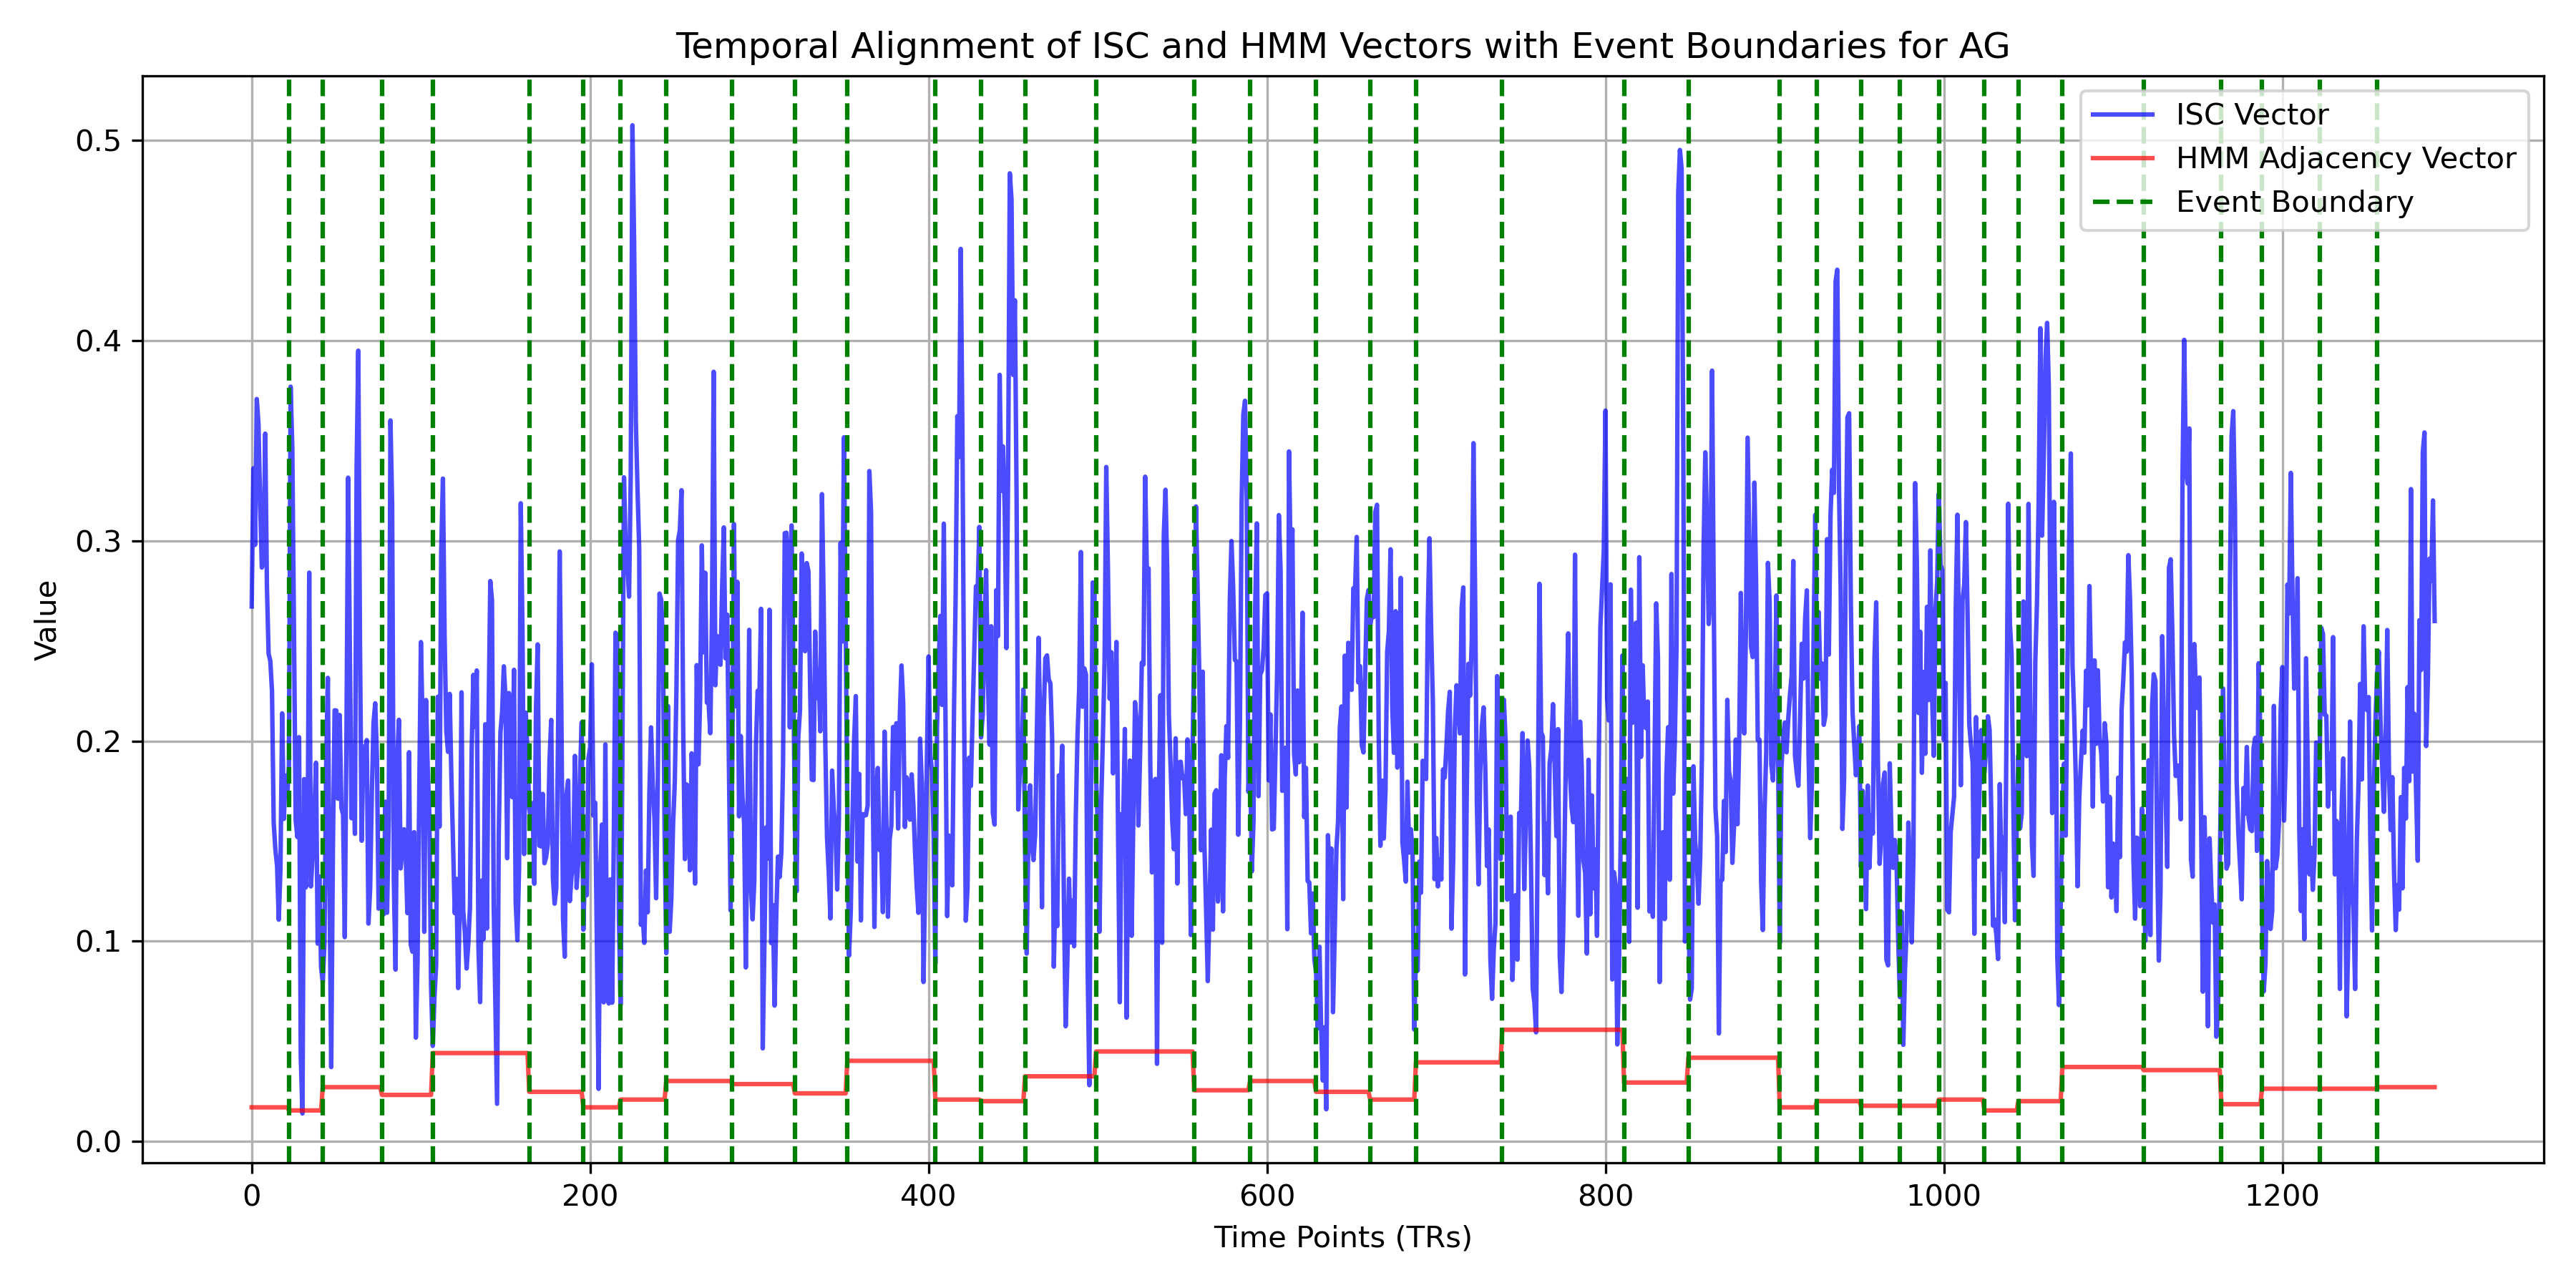 Temporal Alignment of ISC and HMM Vectors with Event Boundaries for AG
ISC Vector
HMM Adjacency Vector
Event Boundary
Value
0.5
0.4
0.3
0.2
0.1
0.0
0 200 400 600 800 1000 1200
Time Points (TRs)